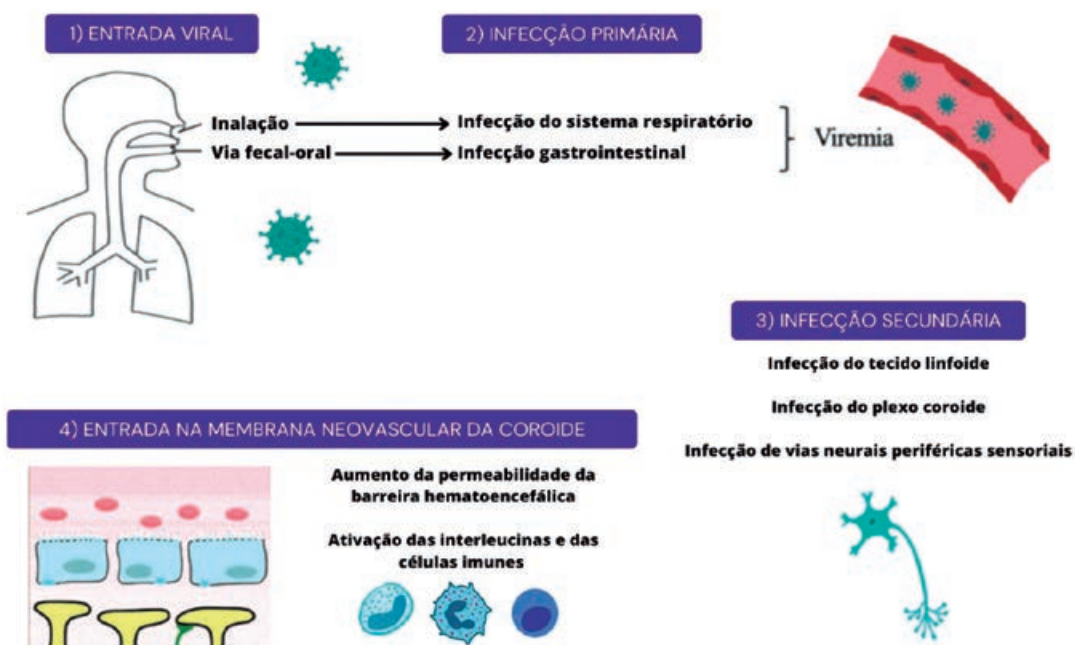 1) ENTRADA VIRAL
2) INFECÇÃO PRIMÁRIA
Inalação
Infecção do sistema respiratório
Via fecal-oral
Infecção gastrointestinal
Viremia
3) INFECÇÃO SECUNDÁRIA
Infecção do tecido linfoide
Infecção do plexo coroide
Infecção de vias neurais periféricas sensoriais
4) ENTRADA NA MEMBRANA NEOVASCULAR DA COROIDE
Aumento da permeabilidade da
barreira hematoencefálica
Ativação das interleucinas e das
células imunes